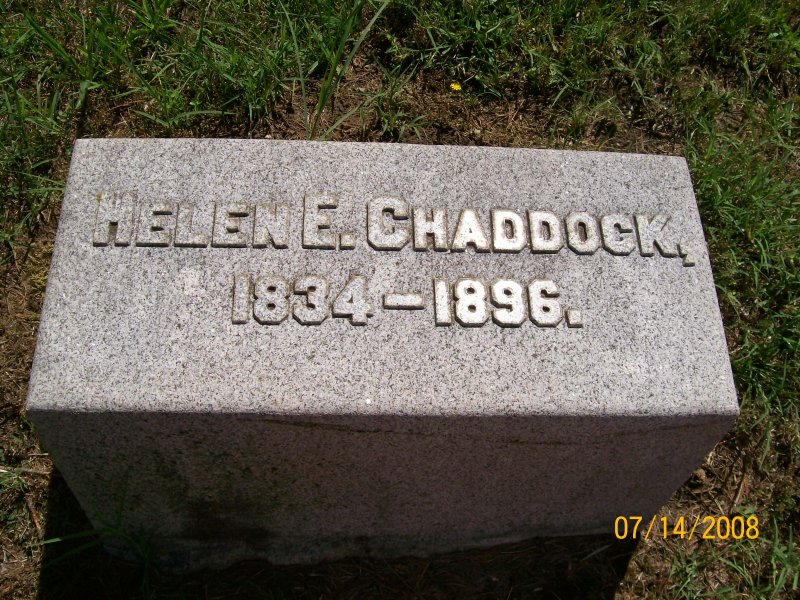 HELEN E. CHADDOCK,
1834–1896.
07/14/2008